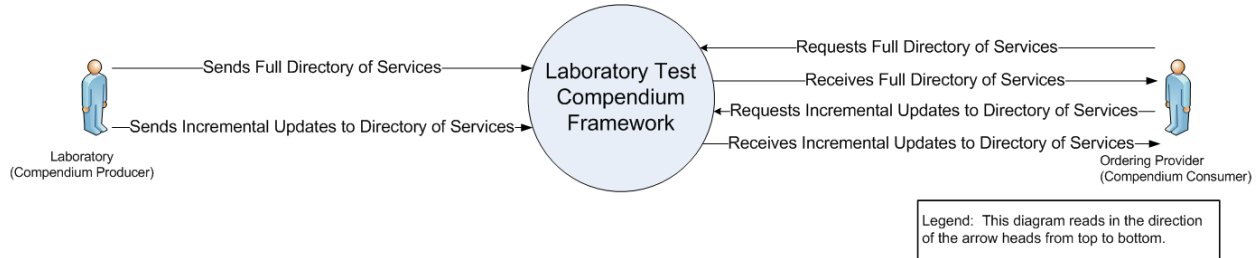 Sends Full Directory of Services
Sends Incremental Updates to Directory of Services
Laboratory
(Compendium Producer)
Laboratory Test
Compendium
Framework
Requests Full Directory of Services
Receives Full Directory of Services
Requests Incremental Updates to Directory of Services
Receives Incremental Updates to Directory of Services
Ordering Provider
(Compendium Consumer)
Legend: This diagram reads in the direction
of the arrow heads from top to bottom.